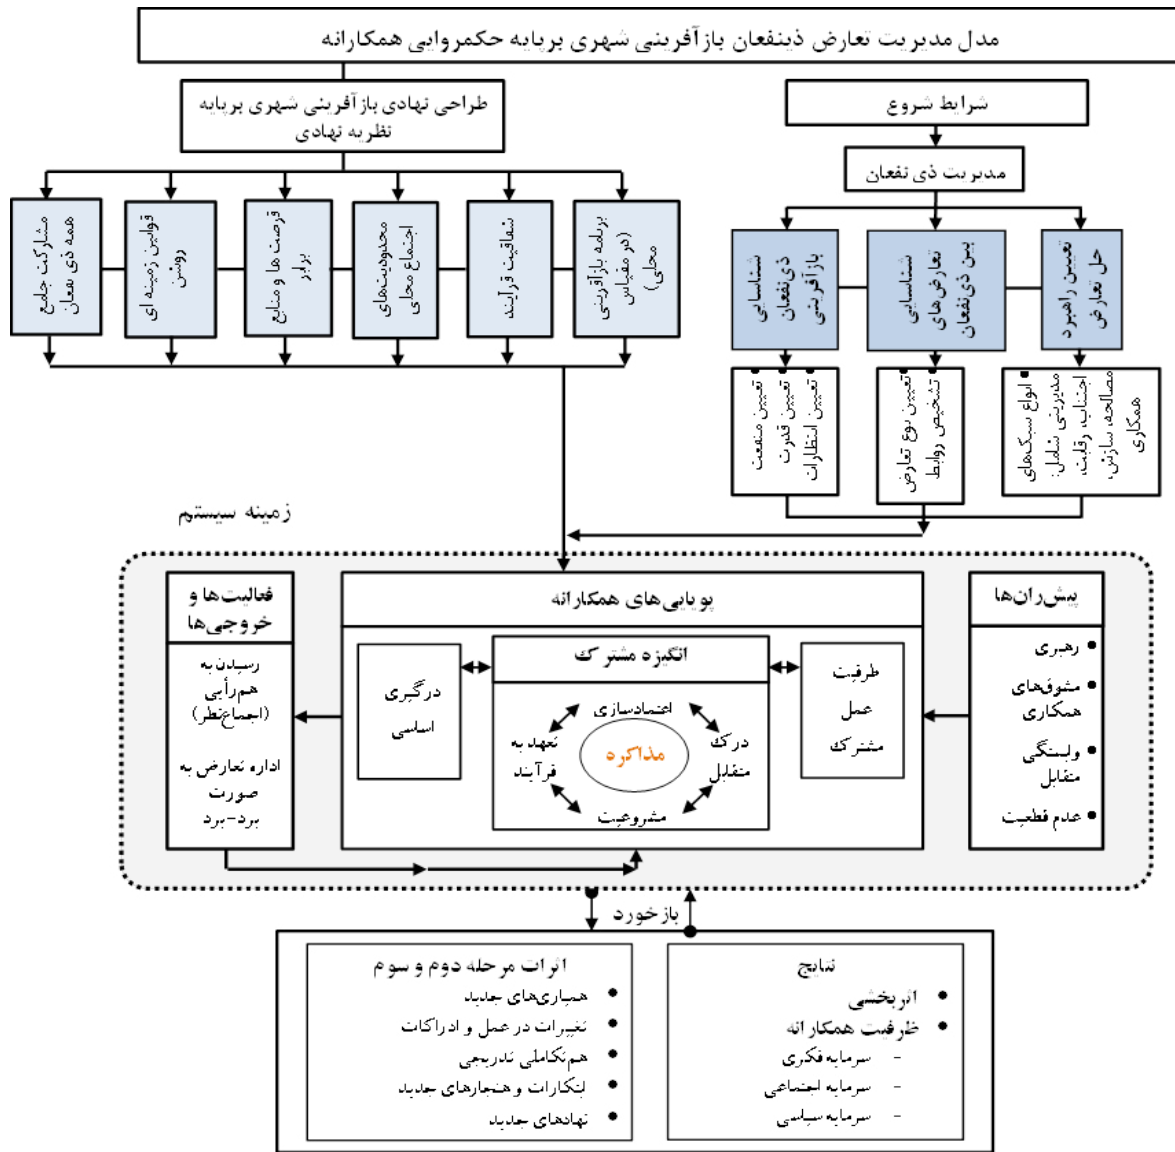 مدل مدیریت تعارض ذینفعان بازآفرینی شهری برپایه حکمروایی همکارانه
شرایط شروع
مدیریت ذی نفعان
تعیین راهبرد
حل تعارض
شناسایی
تعارض‌های
بین ذی‌نفعان
شناسایی
ذی‌نفعان
بازآفرینی
انواع سبک‌های
مدیریتی شامل:
اجتناب، رقابت،
مصالحه، سازش،
همکاری
تعیین نوع تعارض
تشخیص روابط
تعیین منفعت
تعیین قدرت
تعیین انتظارات
طراحی نهادی بازآفرینی شهری برپایه
نظریه نهادی
برنامه بازآفرینی
(در مقیاس
محلی)
شفافیت فرآیند
محدودیت‌های
اجتماع محلی
فرصت ها و منابع
برابر
قوانین زمینه ای
روشن
مشارکت جامع
همه ذی نفعان
زمینه سیستم
پیش‌ران‌ها
رهبری
مشوق‌های
همکاری
وابستگی
متقابل
عدم قطعیت
پویایی‌های همکارانه
ظرفیت
عمل
مشترک
انگیزه مشترک
اعتمادسازی
درک
متقابل
مذاکره
تعهد به
فرآیند
مشروعیت
درگیری
اساسی
فعالیت‌ها و
خروجی‌ها
رسیدن به
هم‌رأیی
(اجماع‌نظر)
اداره تعارض به
صورت
برد-برد
بازخورد
نتایج
اثربخشی
ظرفیت همکارانه
- سرمایه فکری
- سرمایه اجتماعی
- سرمایه سیاسی
اثرات مرحله دوم و سوم
همیاری‌های جدید
تغییرات در عمل و ادراکات
هم‌تکاملی تدریجی
ابتکارات و هنجارهای جدید
نهادهای جدید